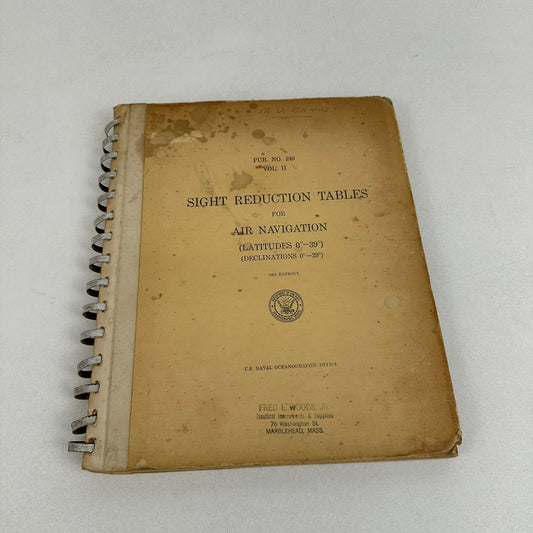 PUB. NO. 249
VOL. II
SIGHT REDUCTION TABLES
FOR
AIR NAVIGATION
(LATITUDES 0°–39°)
(DECLINATIONS 0°–29°)
REPRINT
U.S. NAVAL OCEANOGRAPHIC OFFICE
FRED L. WOODS, JR.
Nautical Instruments & Supplies
76 Washington St.
MARBLEHEAD, MASS.